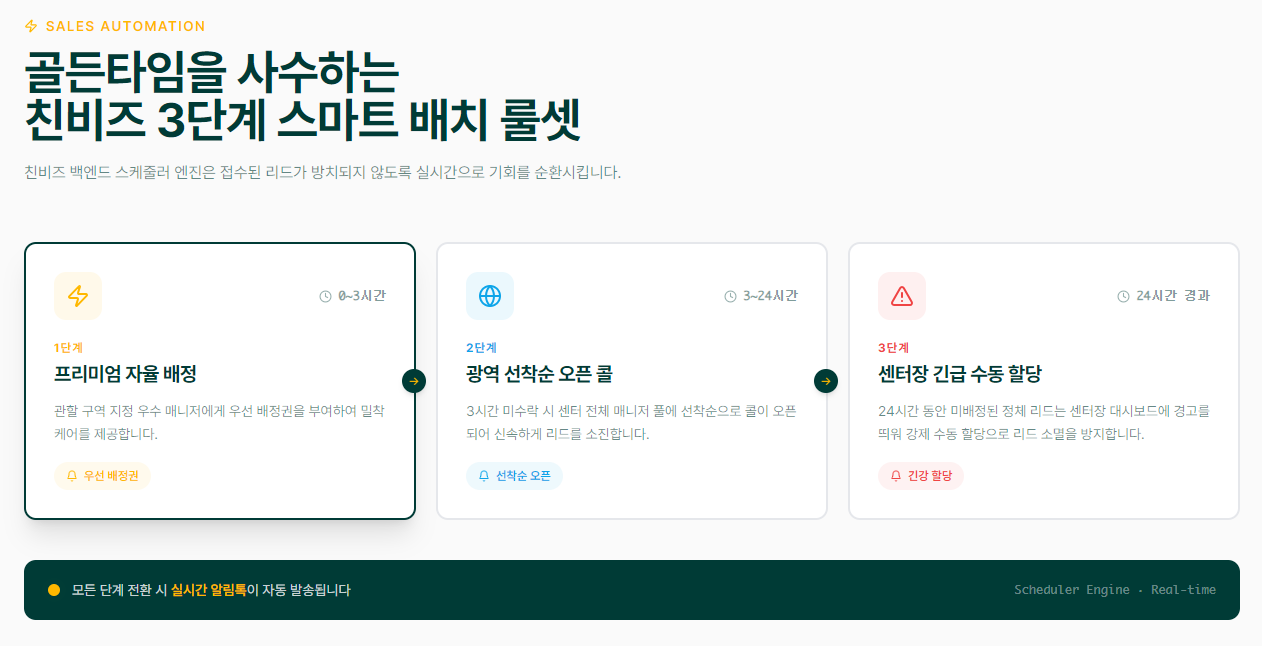 SALES AUTOMATION
골든타임을 사수하는
친비즈 3단계 스마트 배치 룰셋
친비즈 백엔드 스케줄러 엔진은 접수된 리드가 방치되지 않도록 실시간으로 기회를 순환시킵니다.
0~3시간
1단계
프리미엄 자율 배정
관할 구역 지정 우수 매니저에게 우선 배정권을 부여하여 밀착
케어를 제공합니다.
우선 배정권
3~24시간
2단계
광역 선착순 오픈 콜
3시간 미수락 시 센터 전체 매니저 풀에 선착순으로 콜이 오픈
되어 신속하게 리드를 소진합니다.
선착순 오픈
24시간 경과
3단계
센터장 긴급 수동 할당
24시간 동안 미배정된 정체 리드는 센터장 대시보드에 경고를
띄워 강제 수동 할당으로 리드 소멸을 방지합니다.
긴강 할당
모든 단계 전환 시 실시간 알림톡이 자동 발송됩니다
Scheduler Engine · Real-time